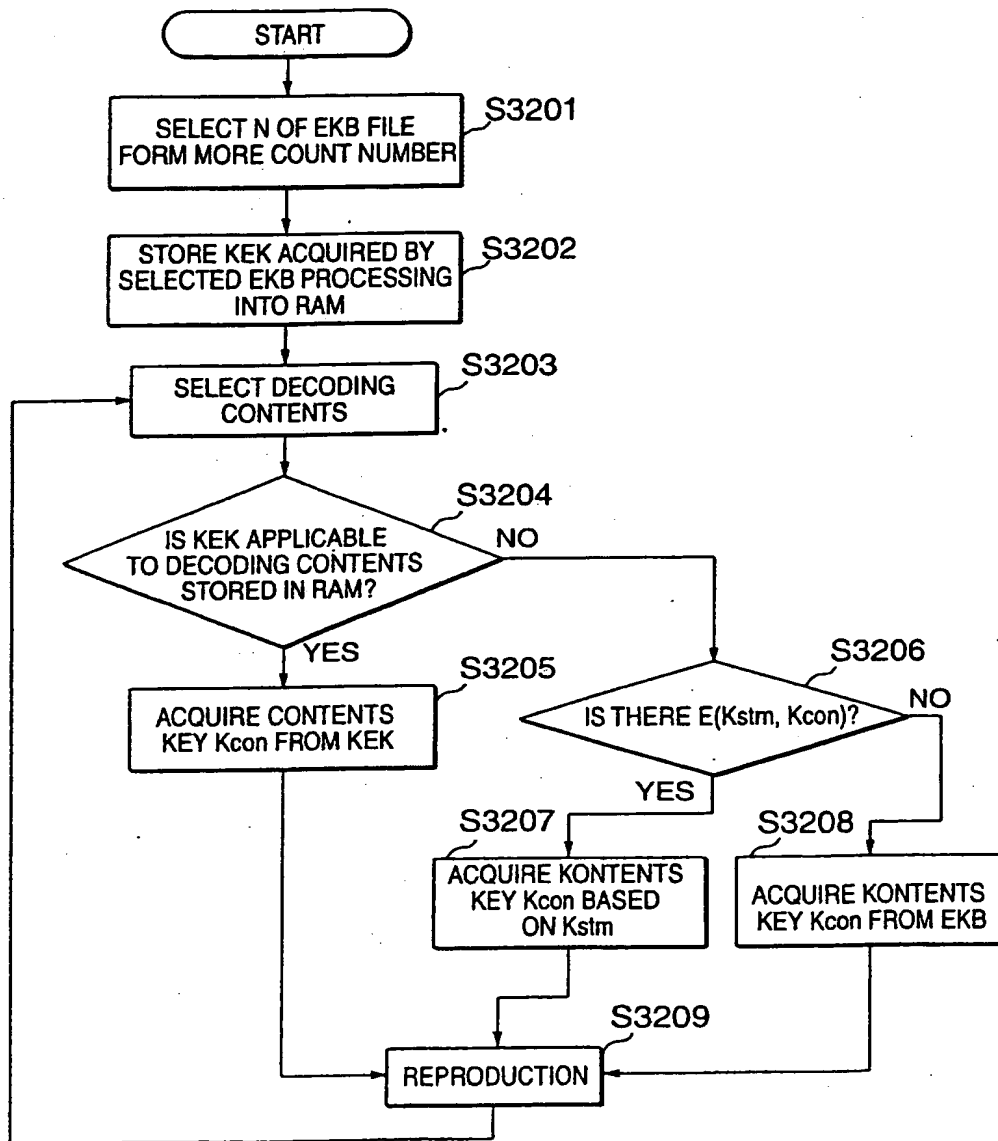 START
S3201
SELECT N OF EKB FILE
FORM MORE COUNT NUMBER
S3202
STORE KEK ACQUIRED BY
SELECTED EKB PROCESSING
INTO RAM
S3203
SELECT DECODING
CONTENTS
S3204
IS KEK APPLICABLE
TO DECODING CONTENTS
STORED IN RAM?
NO
YES
S3205
ACQUIRE CONTENTS
KEY Kcon FROM KEK
S3206
IS THERE E(Kstm, Kcon)?
NO
YES
S3207
ACQUIRE KONTENTS
KEY Kcon BASED
ON Kstm
S3208
ACQUIRE KONTENTS
KEY Kcon FROM EKB
S3209
REPRODUCTION